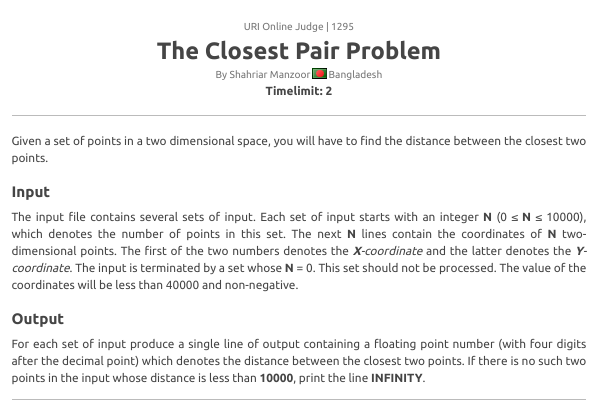 URI Online Judge | 1295
The Closest Pair Problem
By Shahriar Manzoor Bangladesh
Timelimit: 2
Given a set of points in a two dimensional space, you will have to find the distance between the closest two
points.
Input
The input file contains several sets of input. Each set of input starts with an integer N (0 ≤ N ≤ 10000),
which denotes the number of points in this set. The next N lines contain the coordinates of N two-
dimensional points. The first of the two numbers denotes the X-coordinate and the latter denotes the Y-
coordinate. The input is terminated by a set whose N = 0. This set should not be processed. The value of the
coordinates will be less than 40000 and non-negative.
Output
For each set of input produce a single line of output containing a floating point number (with four digits
after the decimal point) which denotes the distance between the closest two points. If there is no such two
points in the input whose distance is less than 10000, print the line INFINITY.